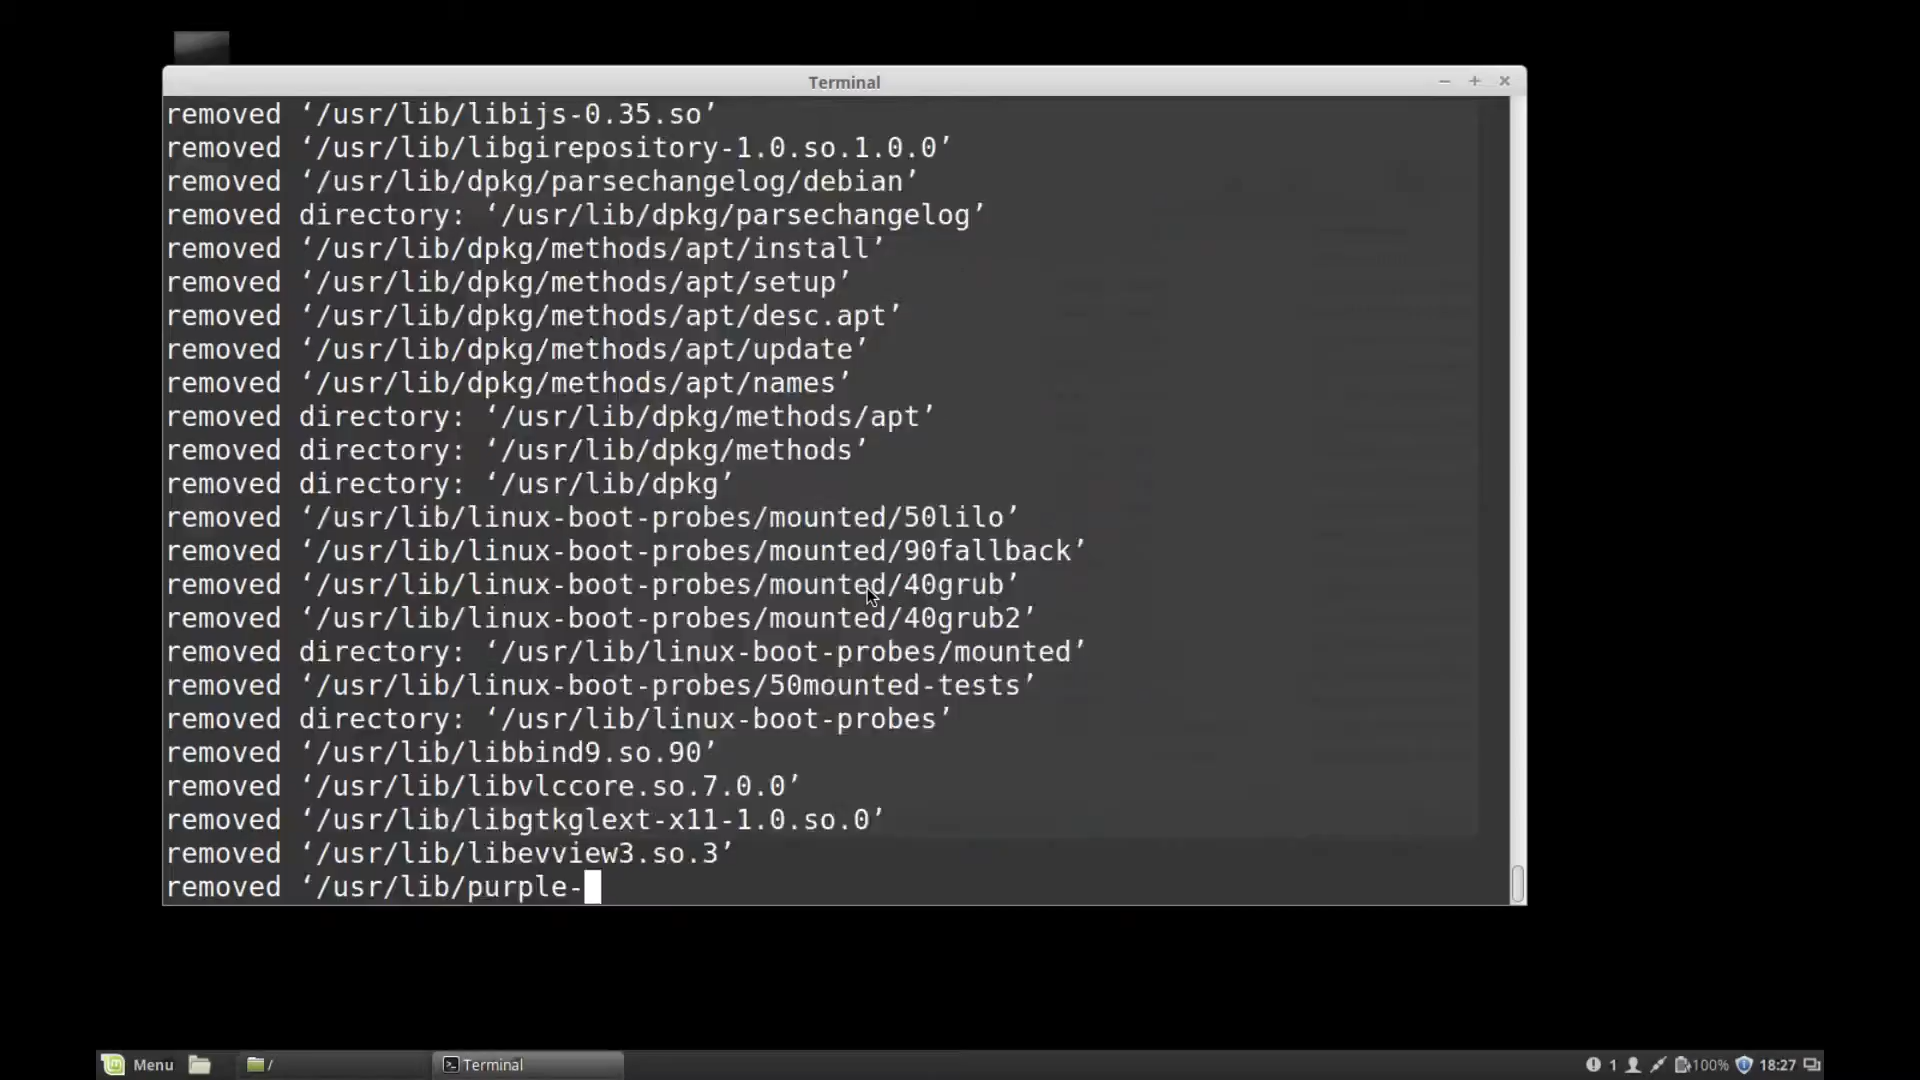 Terminal
removed ‘/usr/lib/libijs-0.35.so’
removed ‘/usr/lib/libgirepository-1.0.so.1.0.0’
removed ‘/usr/lib/dpkg/parsechangelog/debian’
removed directory: ‘/usr/lib/dpkg/parsechangelog’
removed ‘/usr/lib/dpkg/methods/apt/install’
removed ‘/usr/lib/dpkg/methods/apt/setup’
removed ‘/usr/lib/dpkg/methods/apt/desc.apt’
removed ‘/usr/lib/dpkg/methods/apt/update’
removed ‘/usr/lib/dpkg/methods/apt/names’
removed directory: ‘/usr/lib/dpkg/methods/apt’
removed directory: ‘/usr/lib/dpkg/methods’
removed directory: ‘/usr/lib/dpkg’
removed ‘/usr/lib/linux-boot-probes/mounted/50lilo’
removed ‘/usr/lib/linux-boot-probes/mounted/90fallback’
removed ‘/usr/lib/linux-boot-probes/mounted/40grub’
removed ‘/usr/lib/linux-boot-probes/mounted/40grub2’
removed directory: ‘/usr/lib/linux-boot-probes/mounted’
removed ‘/usr/lib/linux-boot-probes/50mounted-tests’
removed directory: ‘/usr/lib/linux-boot-probes’
removed ‘/usr/lib/libbind9.so.90’
removed ‘/usr/lib/libvlccore.so.7.0.0’
removed ‘/usr/lib/libgtkglext-x11-1.0.so.0’
removed ‘/usr/lib/libevview3.so.3’
removed ‘/usr/lib/purple-
Menu / Terminal 1 100% 18:27